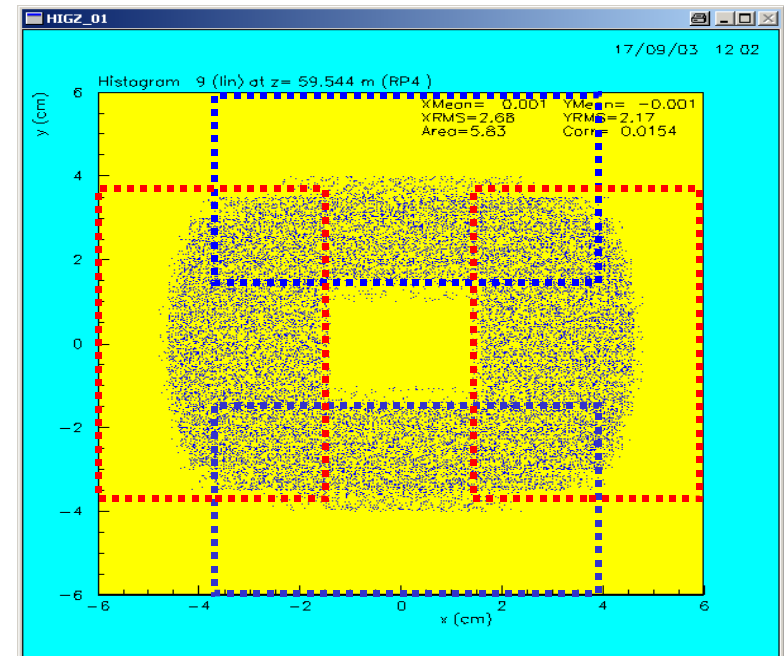 HIGZ_01
17/09/03 12 02
Histogram 9 (lin) at z= 59.544 m (RP4 )
XMean= 0.001 YMean= -0.001
XRMS=2.68 YRMS=2.17
Area=5.83 Corr= 0.0154
y (cm)
6
4
2
0
-2
-4
-6
-6 -4 -2 0 2 4 6
x (cm)